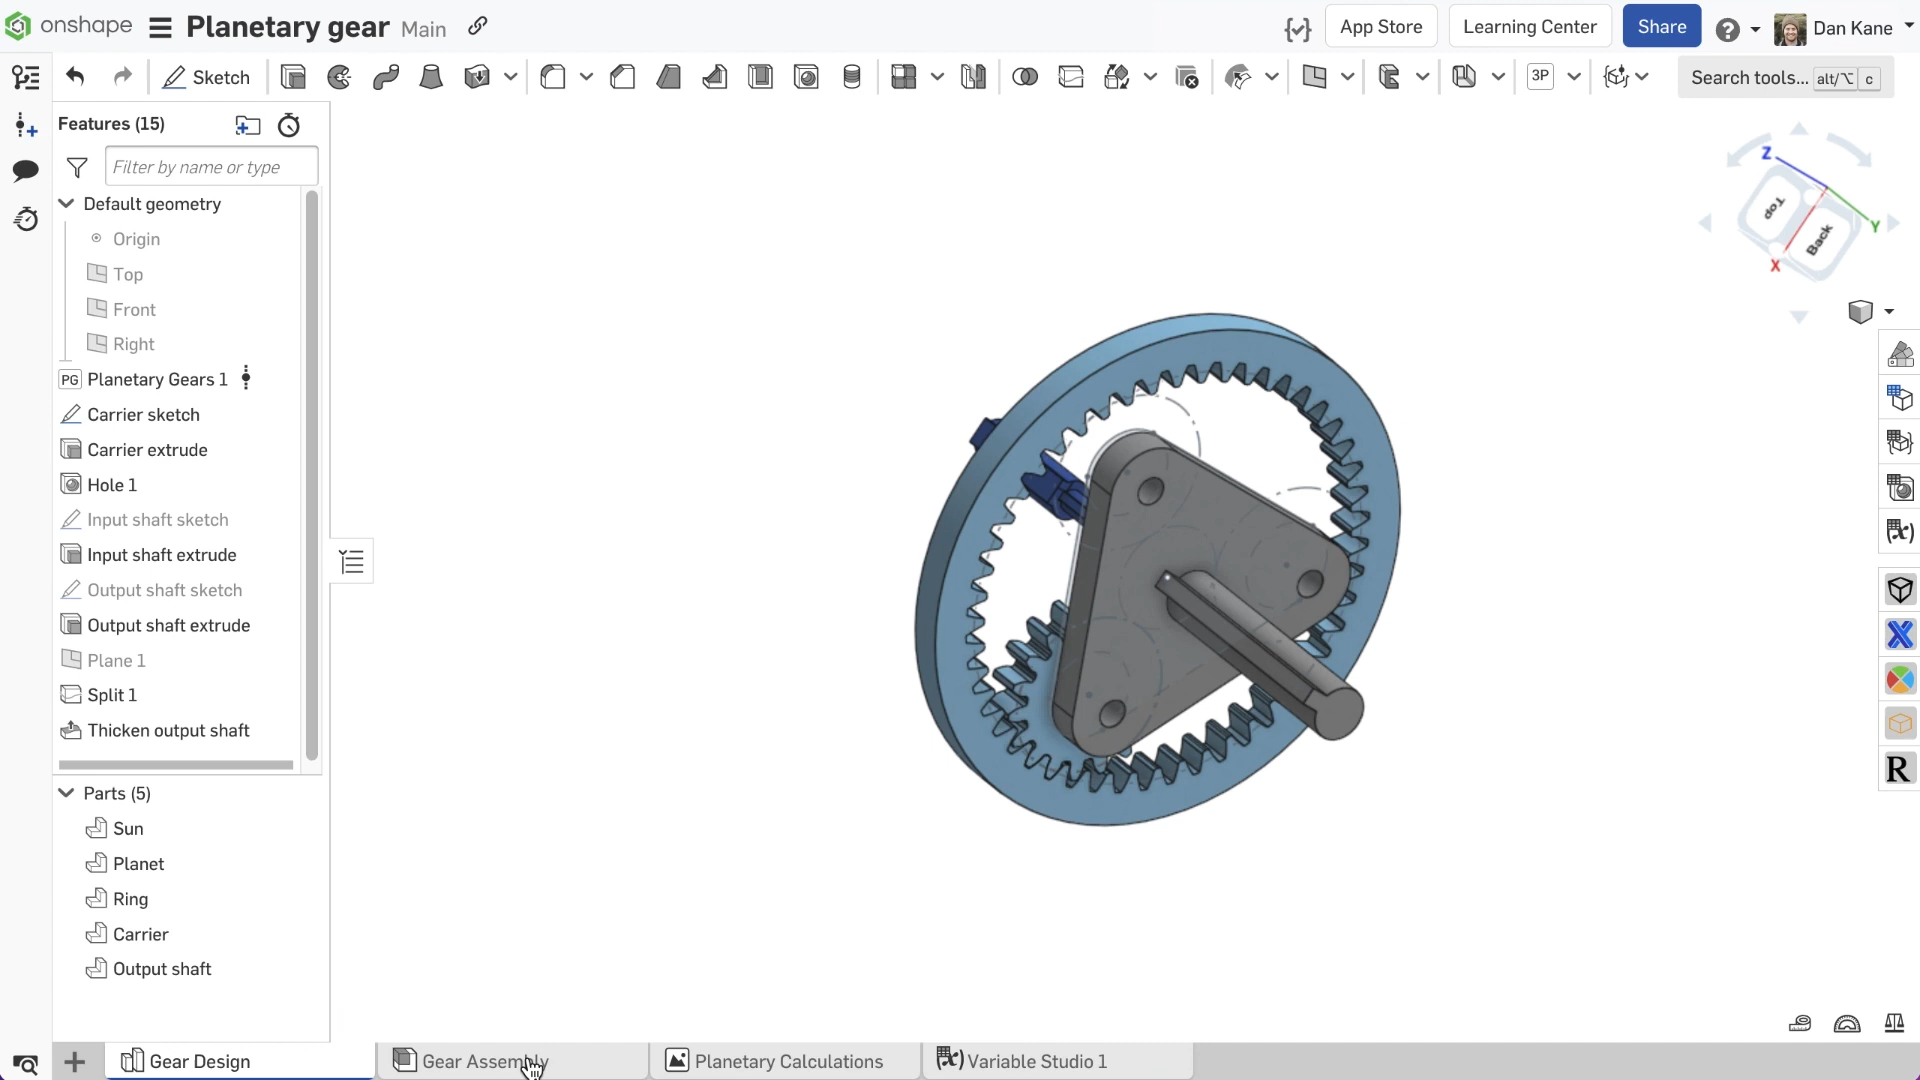 onshape Planetary gear Main App Store Learning Center Share Dan Kane
Sketch 3P Search tools... alt/⌥ c
Features (15)
Filter by name or type
Default geometry
Origin
Top
Front
Right
PG Planetary Gears 1
Carrier sketch
Carrier extrude
Hole 1
Input shaft sketch
Input shaft extrude
Output shaft sketch
Output shaft extrude
Plane 1
Split 1
Thicken output shaft
Parts (5)
Sun
Planet
Ring
Carrier
Output shaft
Z
Top
Y
Back
X
(x)
R
Gear Design Gear Assembly Planetary Calculations (x) Variable Studio 1